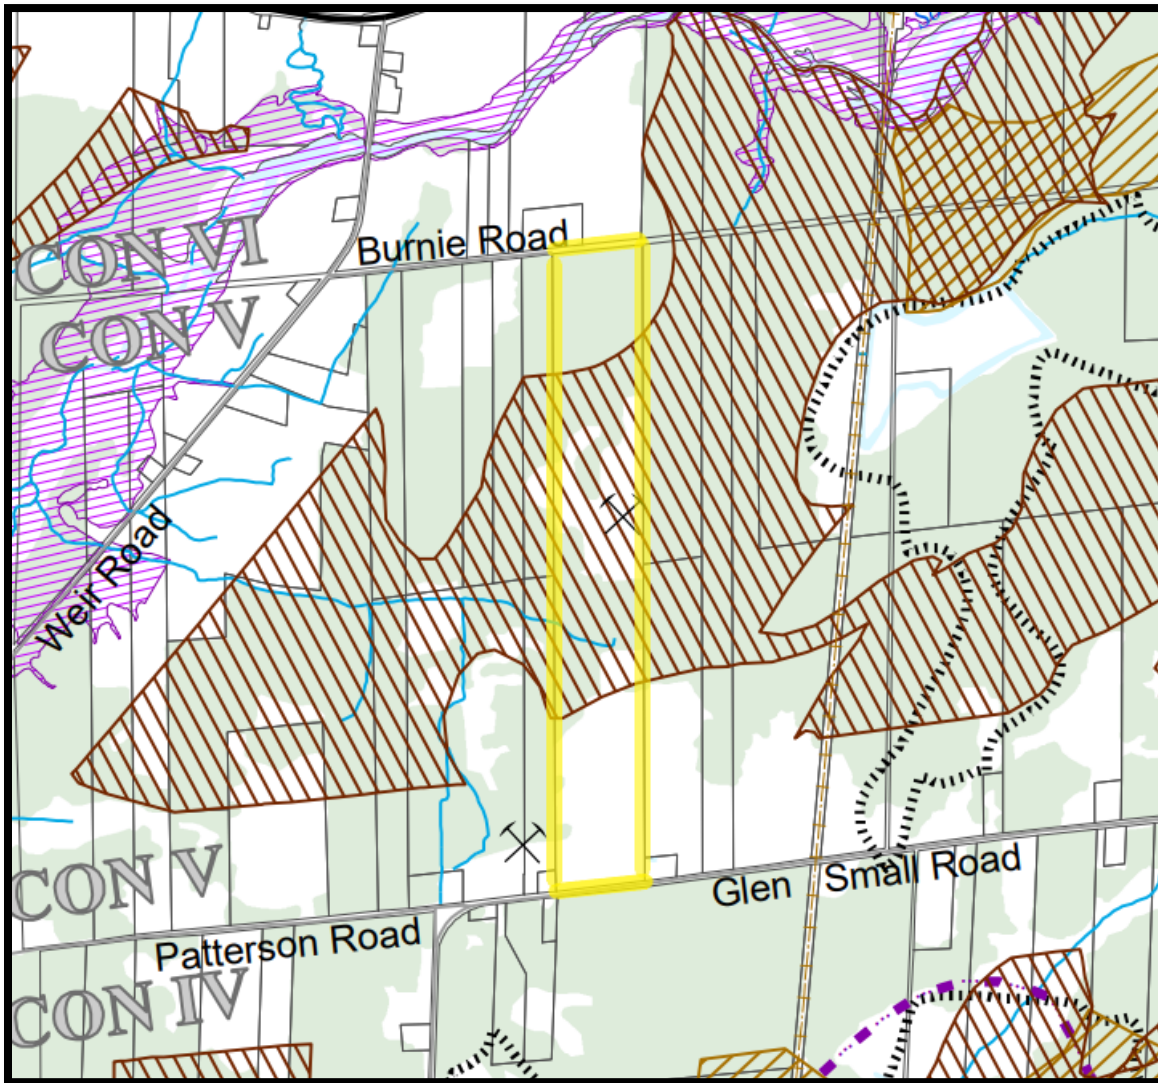 CON VI
Burnie Road
CON V
Weir Road
CON V
Glen Small Road
Patterson Road
CON IV